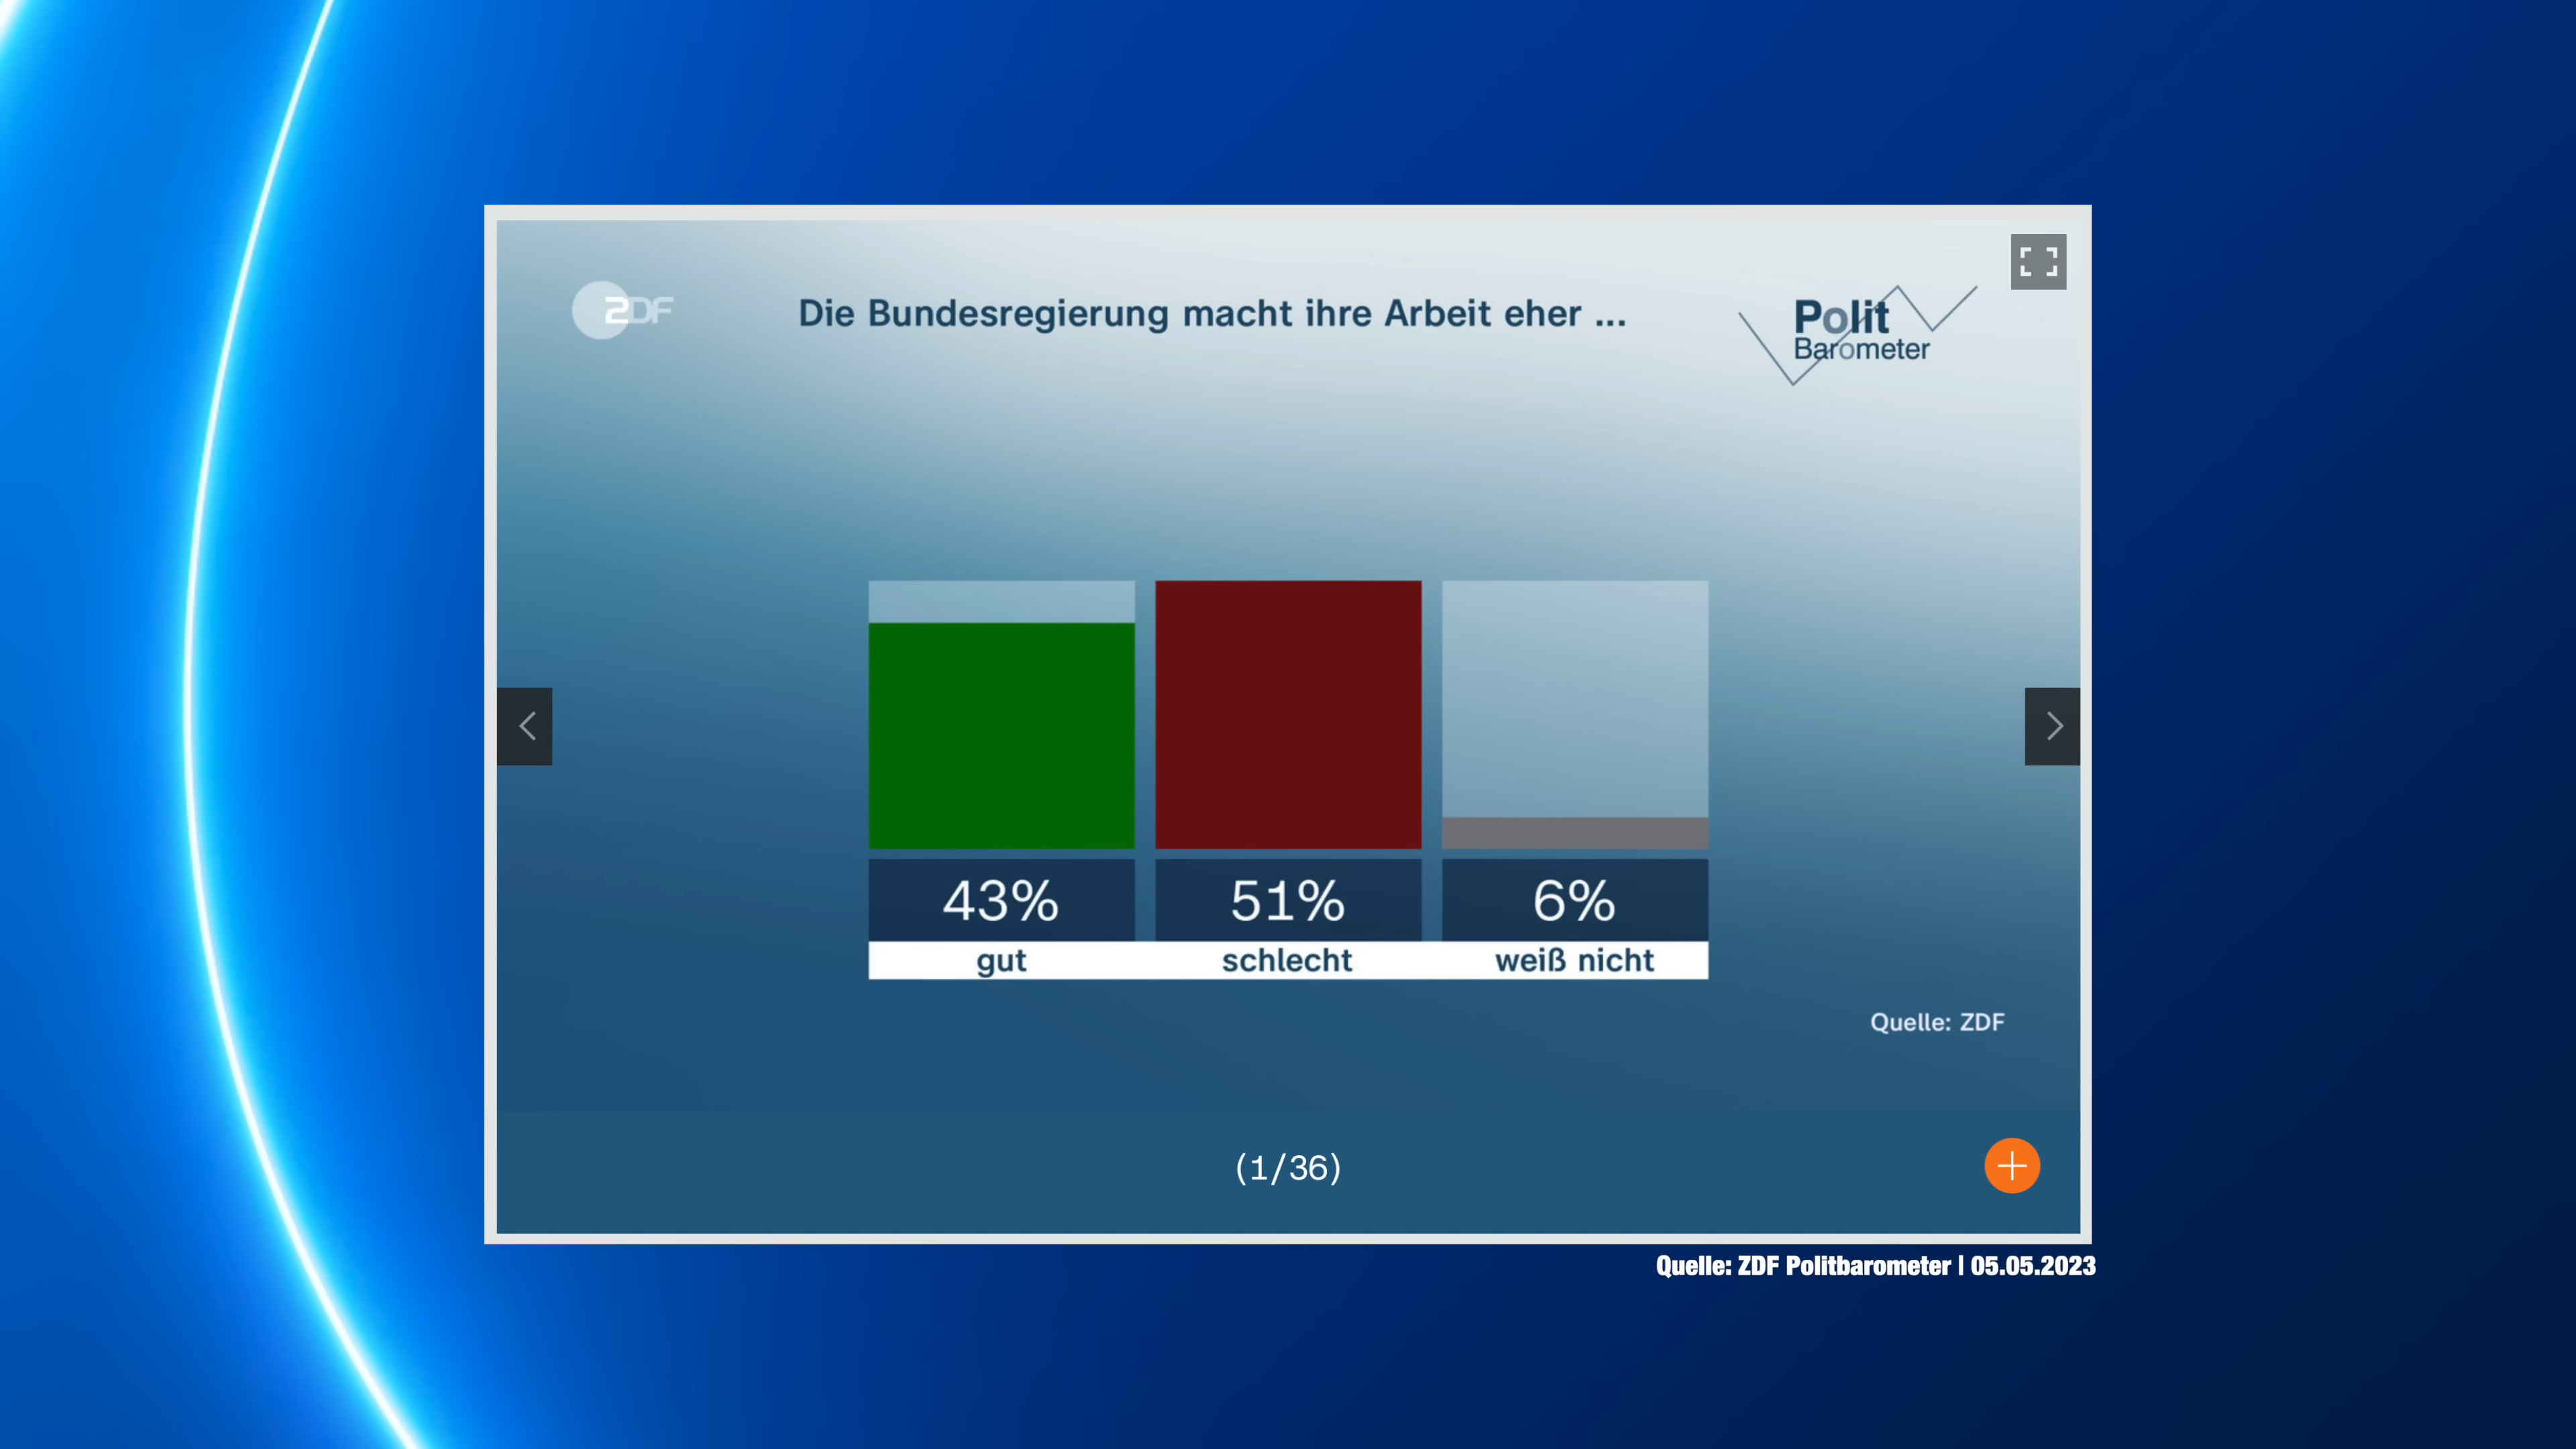 ZDF
Die Bundesregierung macht ihre Arbeit eher ...
Polit
Barometer
43% 51% 6%
gut schlecht weiß nicht
Quelle: ZDF
(1/36)
Quelle: ZDF Politbarometer | 05.05.2023